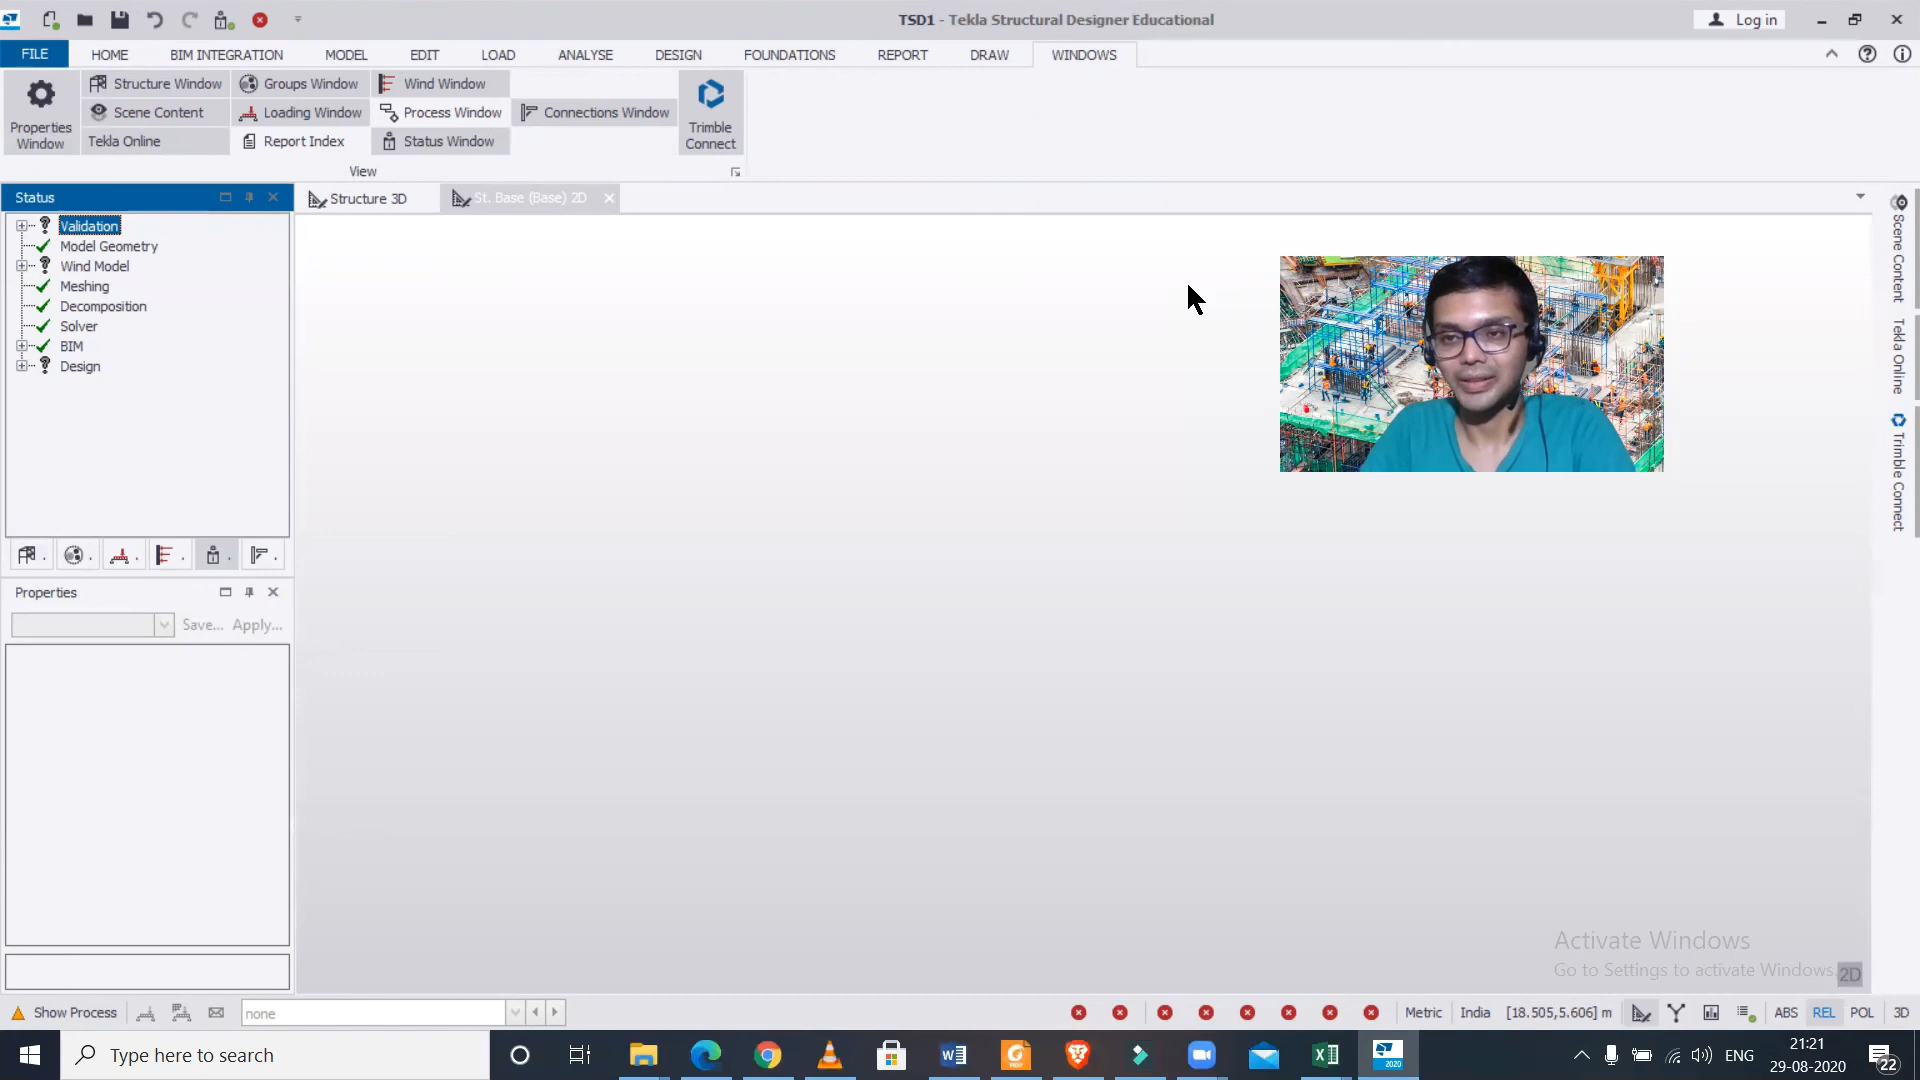 TSD1 - Tekla Structural Designer Educational
Log in
FILE
HOME
BIM INTEGRATION
MODEL
EDIT
LOAD
ANALYSE
DESIGN
FOUNDATIONS
REPORT
DRAW
WINDOWS
Properties
Window
Structure Window
Scene Content
Tekla Online
Groups Window
Loading Window
Report Index
Wind Window
Process Window
Status Window
Connections Window
Trimble
Connect
View
Status
Structure 3D
St. Base (Base) 2D
Validation
Model Geometry
Wind Model
Meshing
Decomposition
Solver
BIM
Design
Properties
Save...
Apply...
Scene Content
Tekla Online
Trimble Connect
Activate Windows
Go to Settings to activate Windows.
2D
Show Process
none
Metric
India
[18.505,5.606] m
ABS
REL
POL
3D
Type here to search
2020
ENG
21:21
29-08-2020
22